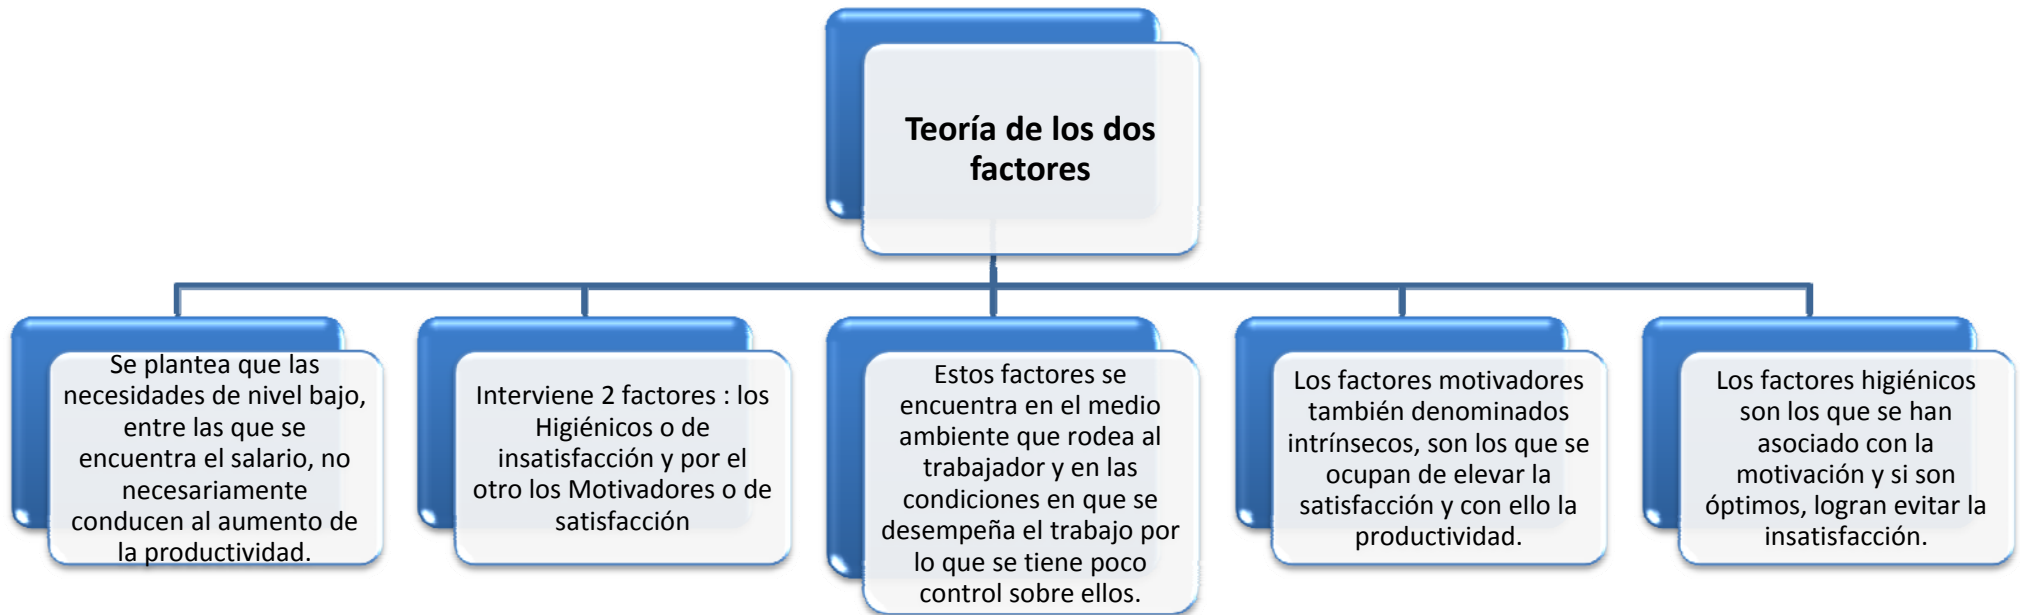 Teoría de los dos
factores
Se plantea que las
necesidades de nivel bajo,
entre las que se
encuentra el salario, no
necesariamente
conducen al aumento de
la productividad.
Interviene 2 factores : los
Higiénicos o de
insatisfacción y por el
otro los Motivadores o de
satisfacción
Estos factores se
encuentra en el medio
ambiente que rodea al
trabajador y en las
condiciones en que se
desempeña el trabajo por
lo que se tiene poco
control sobre ellos.
Los factores motivadores
también denominados
intrínsecos, son los que se
ocupan de elevar la
satisfacción y con ello la
productividad.
Los factores higiénicos
son los que se han
asociado con la
motivación y si son
óptimos, logran evitar la
insatisfacción.